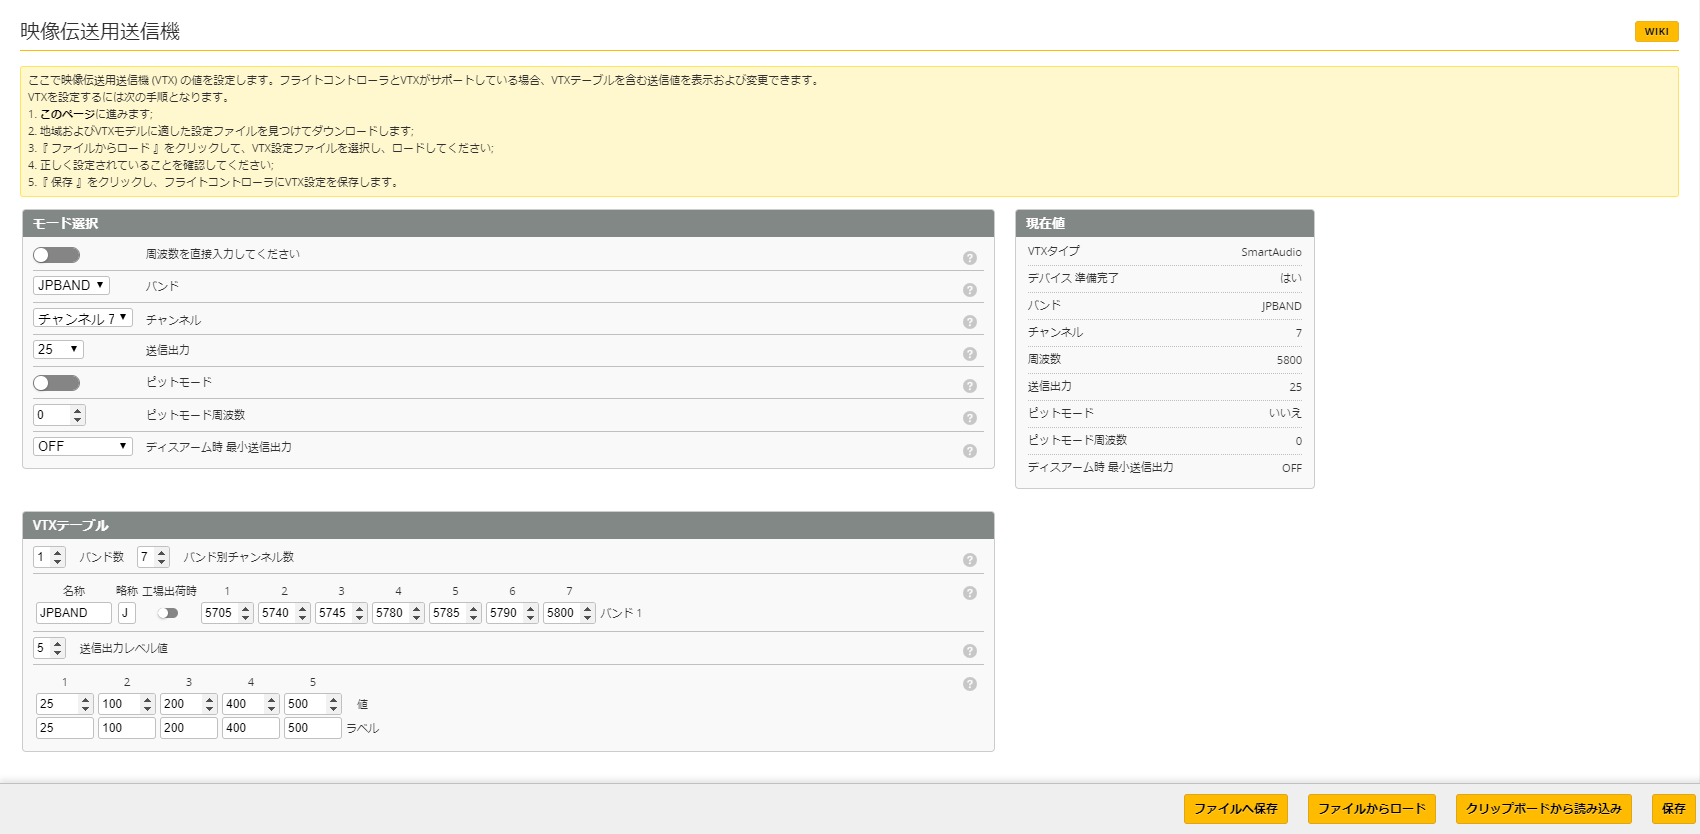 映像伝送用送信機
WIKI
ここで映像伝送用送信機 (VTX) の値を設定します。フライトコントローラとVTXがサポートしている場合、VTXテーブルを含む送信値を表示および変更できます。
VTXを設定するには次の手順となります。
1. このページに進みます;
2. 地域およびVTXモデルに適した設定ファイルを見つけてダウンロードします;
3.『 ファイルからロード 』をクリックして、VTX設定ファイルを選択し、ロードしてください;
4. 正しく設定されていることを確認してください;
5.『 保存 』をクリックし、フライトコントローラにVTX設定を保存します。
モード選択
周波数を直接入力してください ?
JPBAND ▼ バンド ?
チャンネル 7 ▼ チャンネル ?
25 ▼ 送信出力 ?
ピットモード ?
0 ピットモード周波数 ?
OFF ▼ ディスアーム時 最小送信出力 ?
現在値
VTXタイプ SmartAudio
デバイス 準備完了 はい
バンド JPBAND
チャンネル 7
周波数 5800
送信出力 25
ピットモード いいえ
ピットモード周波数 0
ディスアーム時 最小送信出力 OFF
VTXテーブル
1 バンド数 7 バンド別チャンネル数 ?
名称 略称 工場出荷時 1 2 3 4 5 6 7 ?
JPBAND J 5705 5740 5745 5780 5785 5790 5800 バンド 1
5 送信出力レベル値 ?
1 2 3 4 5 ?
25 100 200 400 500 値
25 100 200 400 500 ラベル
ファイルへ保存 ファイルからロード クリップボードから読み込み 保存